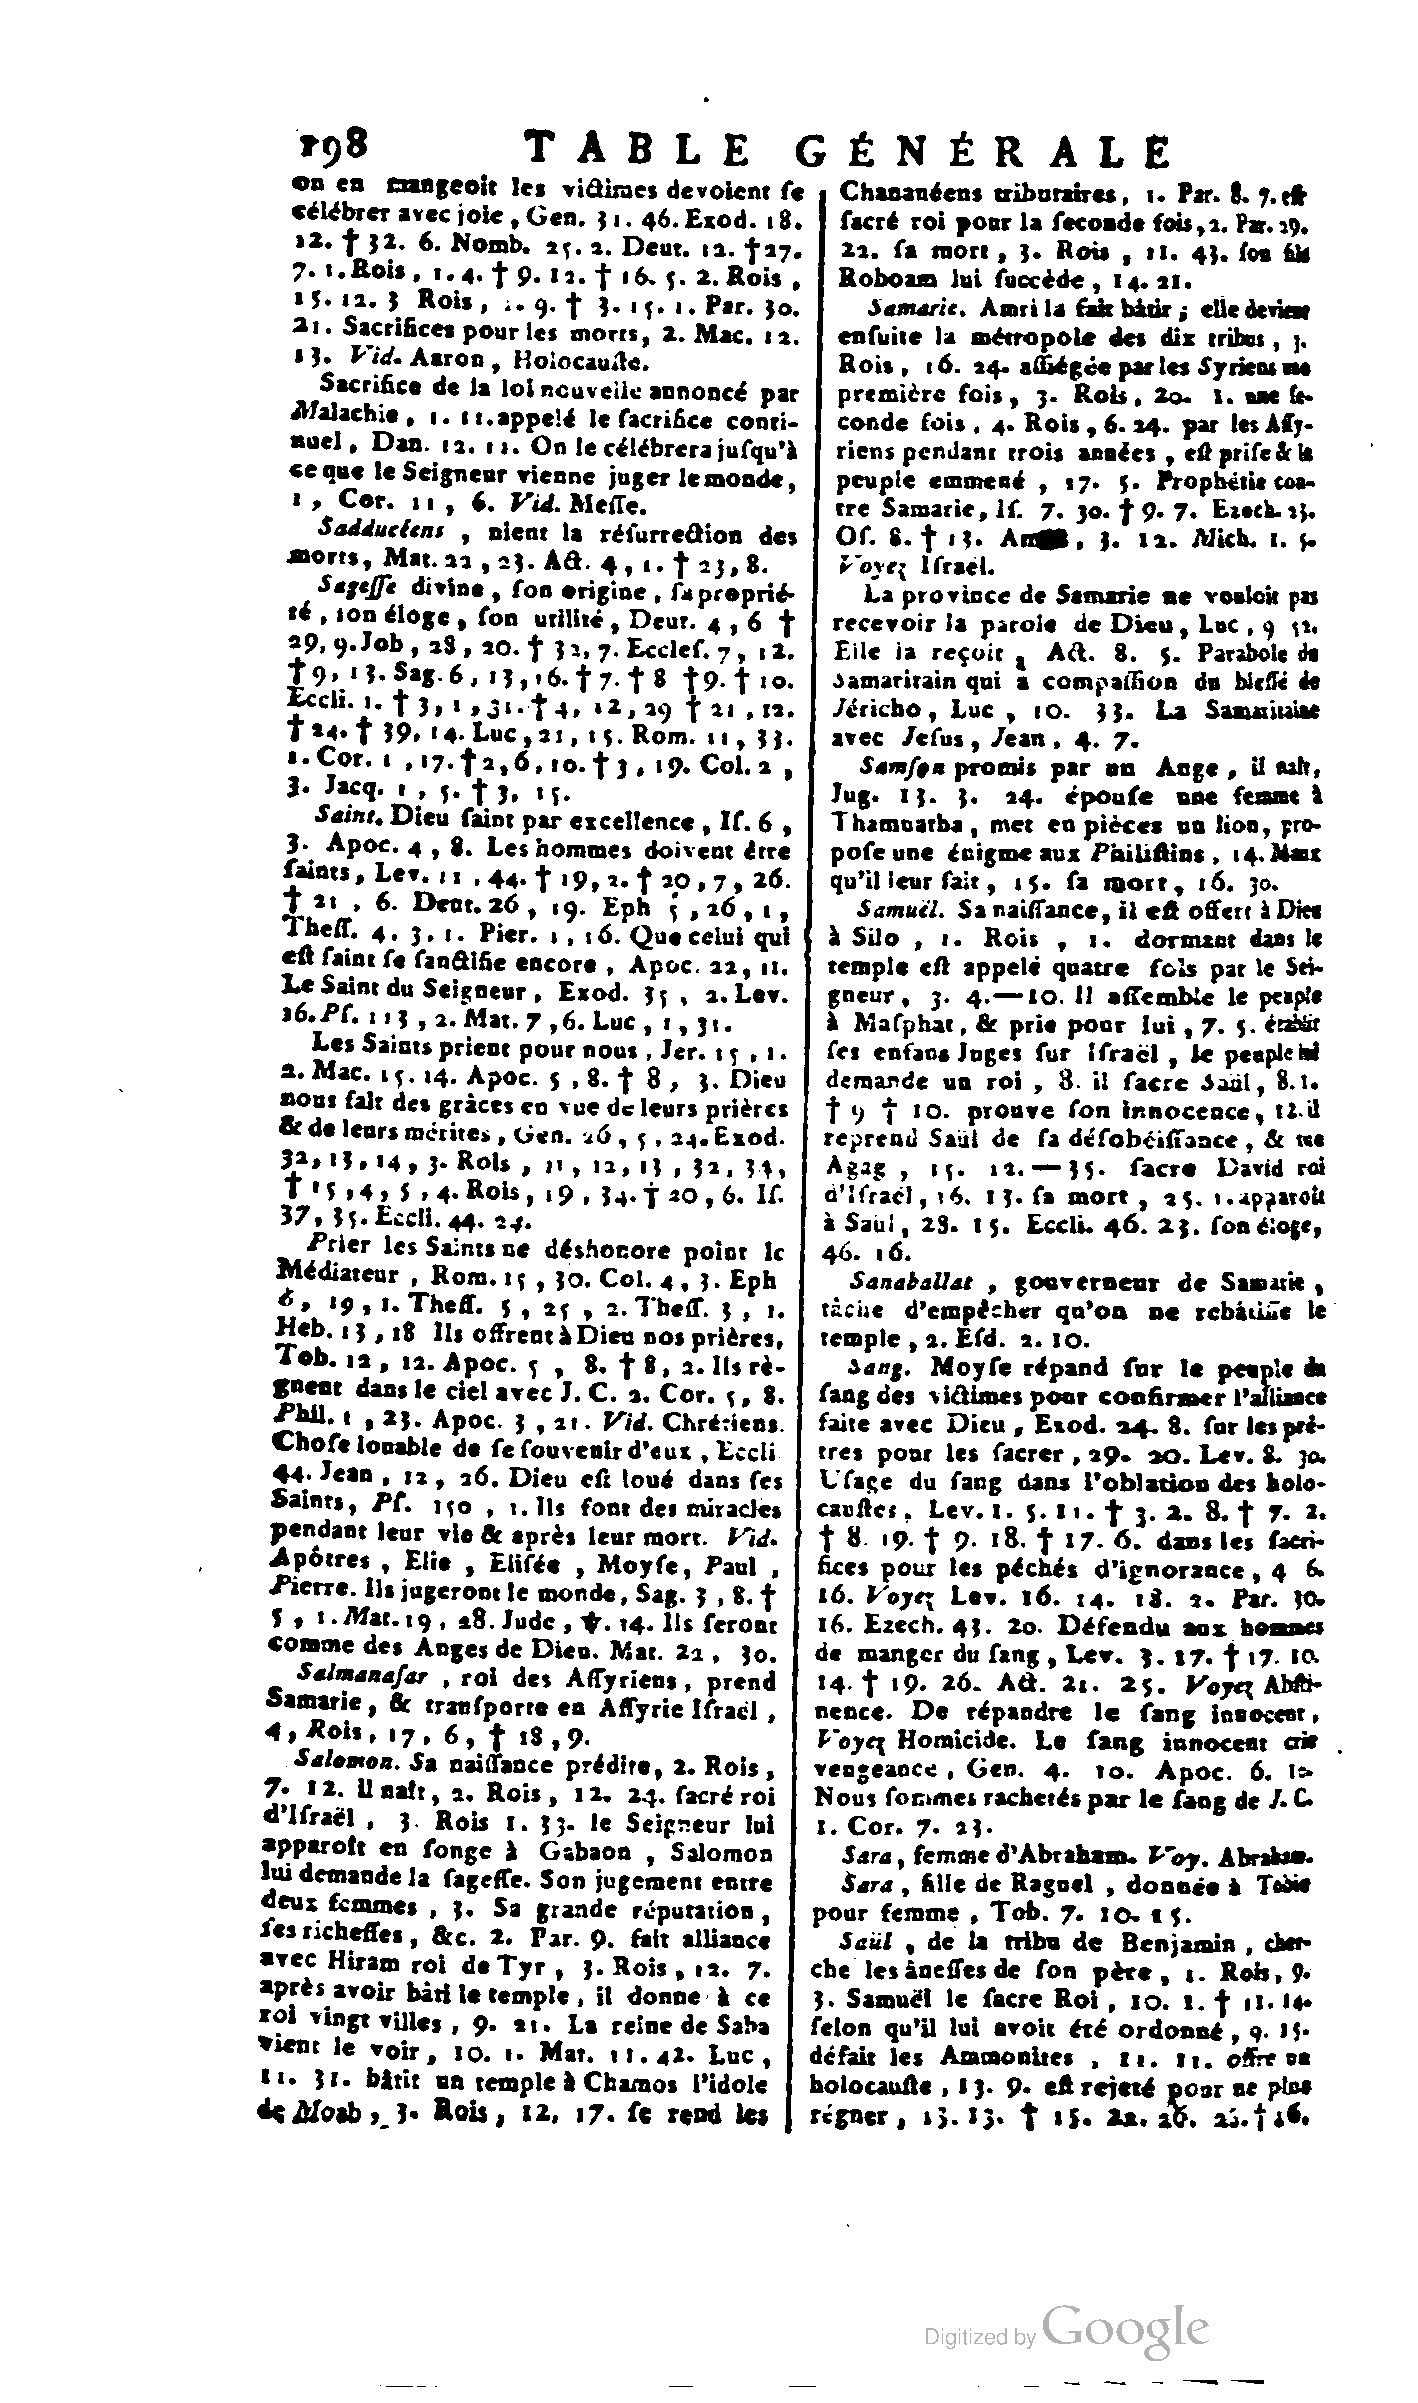 198 TABLE GÉNÉRALE
on en mangeoit les victimes devoient ſe
célébrer avec joie, Gen. 31. 46. Exod. 18.
12. † 32. 6. Nomb. 25. 2. Deut. 12. † 27.
7. 1. Rois, 1. 4. † 9. 12. † 16. 5. 2. Rois,
15. 12. 3 Rois, 9. † 3. 15. 1. Par. 30.
21. Sacrifices pour les morts, 2. Mac. 12.
13. Vid. Aaron, Holocauſte.
Sacrifice de la loi nouvelle annoncé par
Malachie, 1. 11. appelé le ſacrifice conti-
nuel, Dan. 12. 11. On le célébrera juſqu'à
ce que le Seigneur vienne juger le monde,
1, Cor. 11, 6. Vid. Meſſe.
Sadducéens, nient la réſurrection des
morts, Mat. 22, 23. Act. 4, 1. † 23, 8.
Sageſſe divine, ſon origine, ſa proprié-
té, ſon éloge, ſon utilité, Deut. 4, 6 †
29, 9. Job, 28, 20. † 32, 7. Eccleſ. 7, 12.
† 9, 13. Sag. 6, 13, 16. † 7. † 8 † 9. † 10.
Eccli. 1. † 3, 1, 31. † 4, 12, 29 † 21, 12.
† 24. † 39, 14. Luc, 21, 15. Rom. 11, 33.
1. Cor. 1, 17. † 2, 6, 10. † 3, 19. Col. 2,
3. Jacq. 1, 5. † 3, 15.
Saint. Dieu ſaint par excellence, Iſ. 6,
3. Apoc. 4, 8. Les hommes doivent être
ſaints, Lev. 11, 44. † 19, 2. † 20, 7, 26.
† 21, 6. Deut. 26, 19. Eph 5, 26, 1,
Theſſ. 4. 3. 1. Pier. 1, 16. Que celui qui
eſt ſaint ſe ſanctifie encore, Apoc. 22, 11.
Le Saint du Seigneur, Exod. 35, 2. Lev.
16. Pſ. 113, 2. Mat. 7, 6. Luc, 1, 31.
Les Saints prient pour nous, Jer. 15, 1.
2. Mac. 15. 14. Apoc. 5, 8. † 8, 3. Dieu
nous fait des grâces en vue de leurs prières
& de leurs mérites, Gen. 26, 5, 24. Exod.
32, 13, 14, 3. Rois, 11, 12, 13, 32, 34,
† 15, 4, 5, 4. Rois, 19, 34. † 20, 6. Iſ.
37, 35. Eccli. 44. 24.
Prier les Saints ne déshonore point le
Médiateur, Rom. 15, 30. Col. 4, 3. Eph
6, 19, 1. Theſſ. 5, 25, 2. Theſſ. 3, 1.
Heb. 13, 18 Ils offrent à Dieu nos prières,
Tob. 12, 12. Apoc. 5, 8. † 8, 2. Ils rè-
gnent dans le ciel avec J. C. 2. Cor. 5, 8.
Phil. 1, 23. Apoc. 3, 21. Vid. Chrétiens.
Choſe louable de ſe ſouvenir d'eux, Eccli
44. Jean, 12, 26. Dieu eſt loué dans ſes
Saints, Pſ. 150, 1. Ils font des miracles
pendant leur vie & après leur mort. Vid.
Apôtres, Elie, Eliſée, Moyſe, Paul,
Pierre. Ils jugeront le monde, Sag. 3, 8. †
5, 1. Mat. 19, 28. Jude, ℣. 14. Ils ſeront
comme des Anges de Dieu. Mat. 22, 30.
Salmanaſar, roi des Aſſyriens, prend
Samarie, & tranſporte en Aſſyrie Iſraël,
4, Rois, 17, 6, † 18, 9.
Salomon. Sa naiſſance prédite, 2. Rois,
7. 12. Il naît, 2. Rois, 12. 24. ſacré roi
d'Iſraël, 3. Rois 1. 33. le Seigneur lui
apparoît en ſonge à Gabaon, Salomon
lui demande la ſageſſe. Son jugement entre
deux femmes, 3. Sa grande réputation,
ſes richeſſes, &c. 2. Par. 9. fait alliance
avec Hiram roi de Tyr, 3. Rois, 12. 7.
après avoir bâti le temple, il donne à ce
roi vingt villes, 9. 21. La reine de Saba
vient le voir, 10. 1. Mat. 11. 42. Luc,
11. 31. bâtit un temple à Chamos l'idole
de Moab, 3. Rois, 12, 17. ſe rend les
Chananéens tributaires, 1. Par. 8. 7. eſt
ſacré roi pour la ſeconde fois, 2. Par. 29.
22. ſa mort, 3. Rois, 11. 43. ſon fils
Roboam lui ſuccède, 14. 21.
Samarie. Amri la fait bâtir; elle devient
enſuite la métropole des dix tribus, 3.
Rois, 16. 24. aſſiégée par les Syriens une
première fois, 3. Rois, 20. 1. une ſe-
conde fois, 4. Rois, 6. 24. par les Aſſy-
riens pendant trois années, eſt priſe & le
peuple emmené, 17. 5. Prophétie con-
tre Samarie, Iſ. 7. 30. † 9. 7. Ezech. 23.
Oſ. 8. † 13. 3. 12. Mich. 1. 5.
Voyez Iſraël.
La province de Samarie ne vouloit pas
recevoir la parole de Dieu, Luc, 9 52.
Elle la reçoit, Act. 8. 5. Parabole du
Samaritain qui a compaſſion du bleſſé de
Jéricho, Luc, 10. 33. La Samaritaine
avec Jeſus, Jean, 4. 7.
Samſon promis par un Ange, il naît,
Jug. 13. 3. 24. épouſe une femme à
Thamnatha, met en pièces un lion, pro-
poſe une énigme aux Philiſtins, 14. Maux
qu'il leur fait, 15. ſa mort, 16. 30.
Samuël. Sa naiſſance, il eſt offert à Dieu
à Silo, 1. Rois, 1. dormant dans le
temple eſt appelé quatre fois par le Sei-
gneur, 3. 4.—10. Il aſſemble le peuple
à Maſphat, & prie pour lui, 7. 5. établit
ſes enfans Juges ſur Iſraël, le peuple lui
demande un roi, 8. il ſacre Saül, 8. 1.
† 9 † 10. prouve ſon innocence, 12. il
reprend Saül de ſa déſobéiſſance, & tue
Agag, 15. 12.—35. ſacre David roi
d'Iſraël, 16. 13. ſa mort, 25. 1. apparoît
à Saül, 28. 15. Eccli. 46. 23. ſon éloge,
46. 16.
Sanaballat, gouverneur de Samarie,
tâche d'empêcher qu'on ne rebâtiſſe le
temple, 2. Eſd. 2. 10.
Sang. Moyſe répand ſur le peuple du
ſang des victimes pour confirmer l'alliance
faite avec Dieu, Exod. 24. 8. ſur les prê-
tres pour les ſacrer, 29. 20. Lev. 8. 30.
Uſage du ſang dans l'oblation des holo-
cauſtes, Lev. 1. 5. 11. † 3. 2. 8. † 7. 2.
† 8. 19. † 9. 18. † 17. 6. dans les ſacri-
fices pour les péchés d'ignorance, 4 6.
16. Voyez Lev. 16. 14. 18. 2. Par. 30.
16. Ezech. 43. 20. Défendu aux hommes
de manger du ſang, Lev. 3. 17. † 17. 10.
14. † 19. 26. Act. 21. 25. Voyez Abſti-
nence. De répandre le ſang innocent,
Voyez Homicide. Le ſang innocent crie
vengeance, Gen. 4. 10. Apoc. 6.
Nous ſommes rachetés par le ſang de J. C.
1. Cor. 7. 23.
Sara, femme d'Abraham. Voy. Abraham.
Sara, fille de Raguel, donnée à Tobie
pour femme, Tob. 7. 10. 15.
Saül, de la tribu de Benjamin, cher-
che les âneſſes de ſon père, 1. Rois, 9.
3. Samuël le ſacre Roi, 10. 1. † 11. 14.
ſelon qu'il lui avoit été ordonné, 9. 15.
défait les Ammonites, 11. 11. offre un
holocauſte, 13. 9. eſt rejeté pour ne plus
régner, 13. 13. † 15. 22. 26. † 16.
Digitized by Google